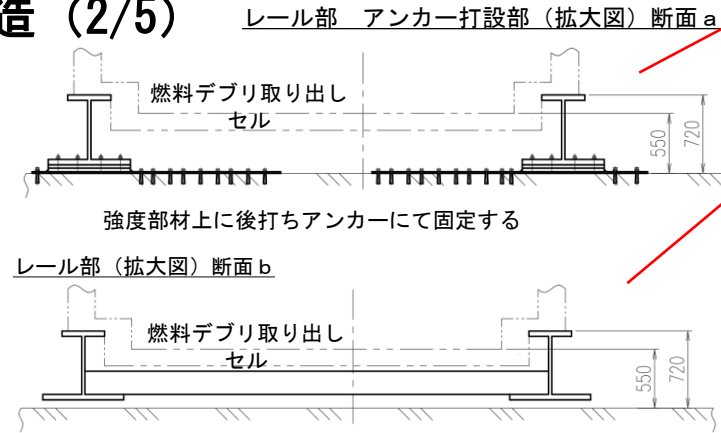 造（2/5）
レール部　アンカー打設部（拡大図）断面a
燃料デブリ取り出し
セル
550
720
強度部材上に後打ちアンカーにて固定する
レール部（拡大図）断面b
燃料デブリ取り出し
セル
550
720